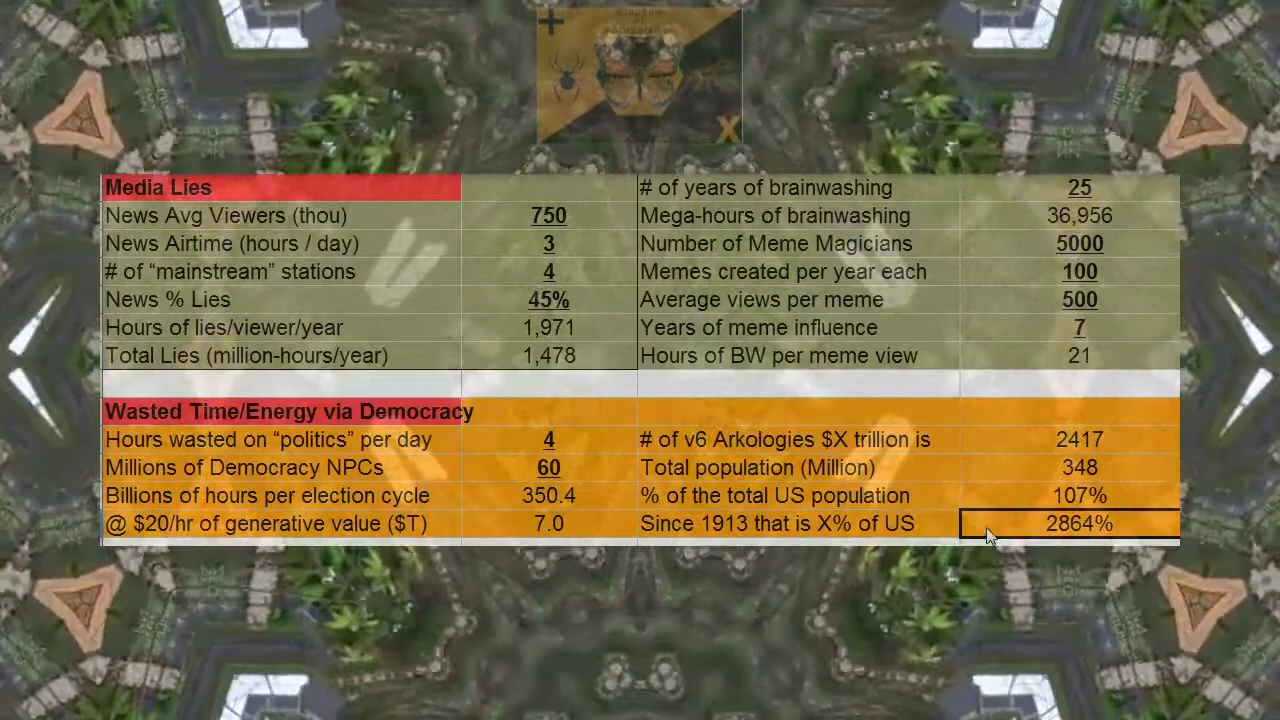 Media Lies # of years of brainwashing 25
News Avg Viewers (thou) 750 Mega-hours of brainwashing 36,956
News Airtime (hours / day) 3 Number of Meme Magicians 5000
# of “mainstream” stations 4 Memes created per year each 100
News % Lies 45% Average views per meme 500
Hours of lies/viewer/year 1,971 Years of meme influence 7
Total Lies (million-hours/year) 1,478 Hours of BW per meme view 21
Wasted Time/Energy via Democracy
Hours wasted on “politics” per day 4 # of v6 Arkologies $X trillion is 2417
Millions of Democracy NPCs 60 Total population (Million) 348
Billions of hours per election cycle 350.4 % of the total US population 107%
@ $20/hr of generative value ($T) 7.0 Since 1913 that is X% of US 2864%